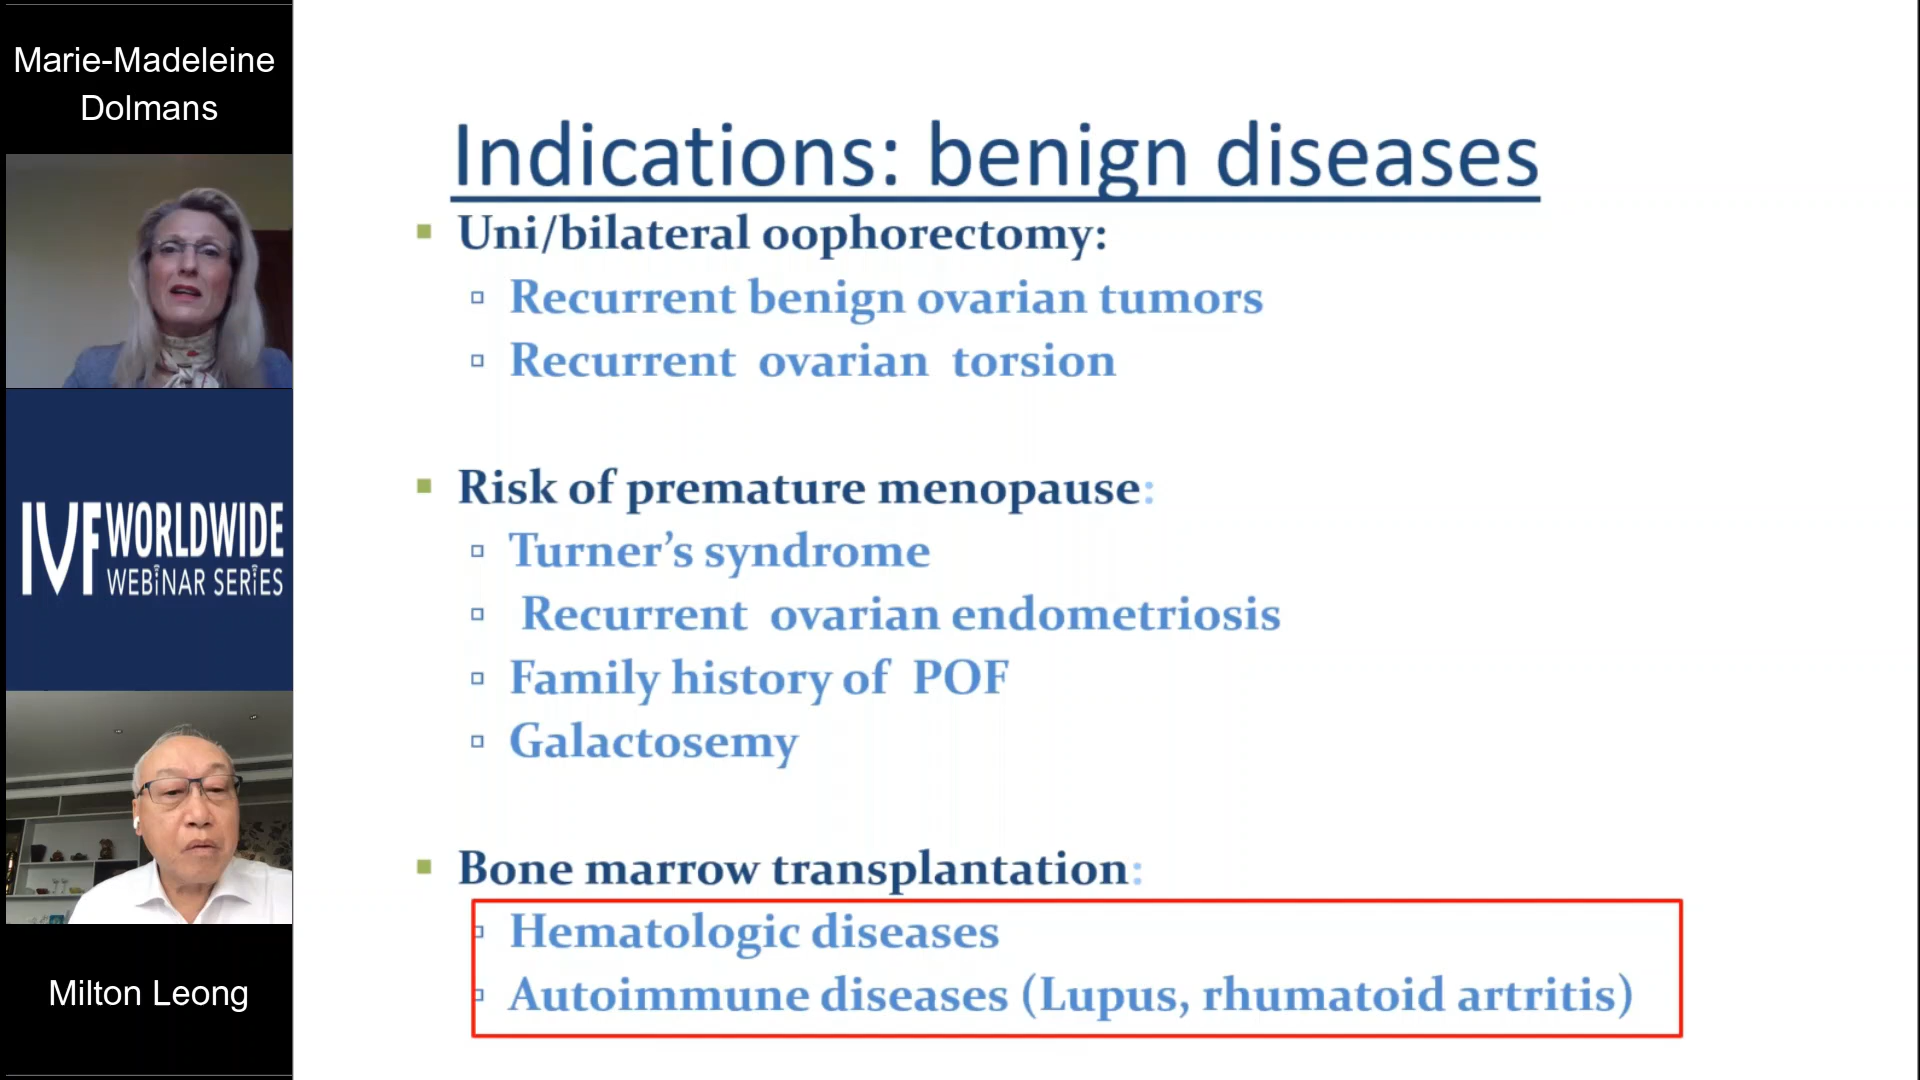 Marie-Madeleine
Dolmans
IVF WORLDWIDE
WEBINAR SERIES
Milton Leong
Indications: benign diseases
Uni/bilateral oophorectomy:
Recurrent benign ovarian tumors
Recurrent ovarian torsion
Risk of premature menopause:
Turner’s syndrome
Recurrent ovarian endometriosis
Family history of POF
Galactosemy
Bone marrow transplantation:
Hematologic diseases
Autoimmune diseases (Lupus, rhumatoid artritis)